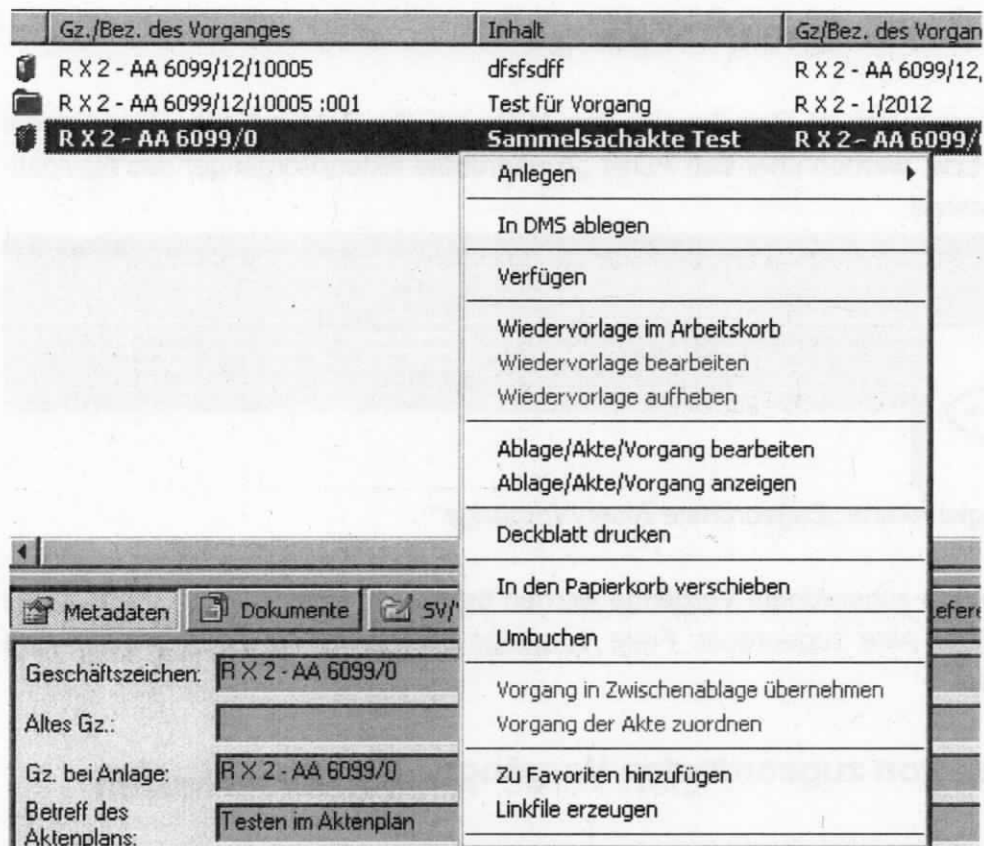 Gz./Bez. des Vorganges Inhalt Gz/Bez. des Vorgan
R X 2 - AA 6099/12/10005 dfsfsdff R X 2 - AA 6099/12,
R X 2 - AA 6099/12/10005 :001 Test für Vorgang R X 2 - 1/2012
R X 2 - AA 6099/0 Sammelsachakte Test R X 2 - AA 6099/
Anlegen
In DMS ablegen
Verfügen
Wiedervorlage im Arbeitskorb
Wiedervorlage bearbeiten
Wiedervorlage aufheben
Ablage/Akte/Vorgang bearbeiten
Ablage/Akte/Vorgang anzeigen
Deckblatt drucken
In den Papierkorb verschieben
Umbuchen
Vorgang in Zwischenablage übernehmen
Vorgang der Akte zuordnen
Zu Favoriten hinzufügen
Linkfile erzeugen
Metadaten Dokumente SV/ efere
Geschäftszeichen: R X 2 - AA 6099/0
Altes Gz.:
Gz. bei Anlage: R X 2 - AA 6099/0
Betreff des
Aktenplans: Testen im Aktenplan